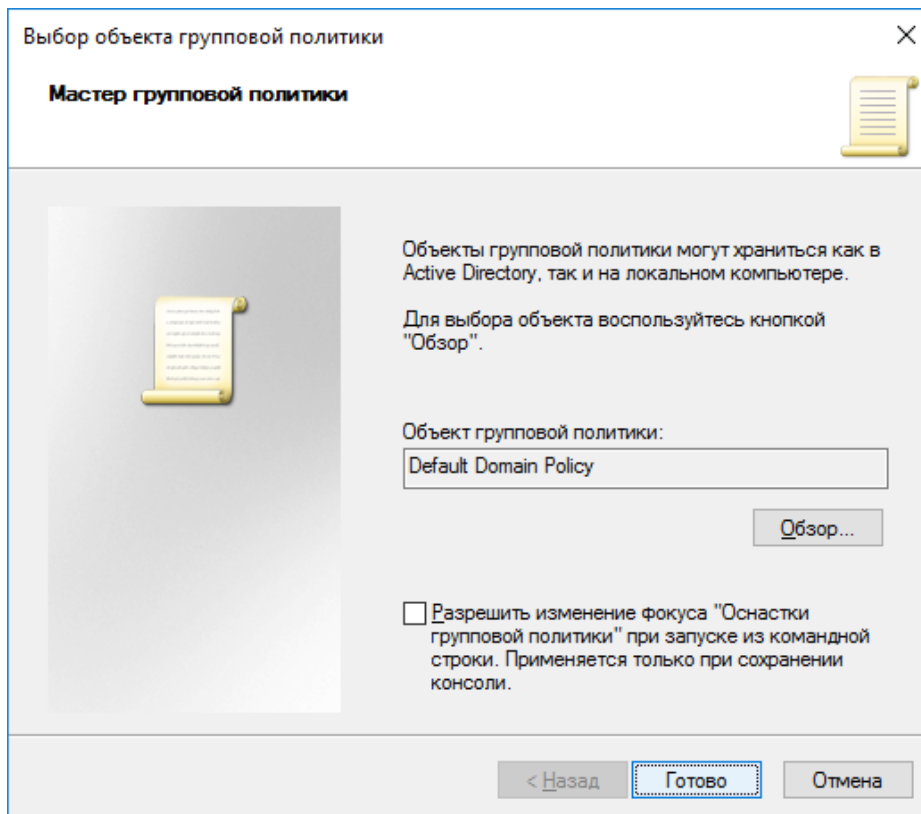 Выбор объекта групповой политики
Мастер групповой политики
Объекты групповой политики могут храниться как в
Active Directory, так и на локальном компьютере.
Для выбора объекта воспользуйтесь кнопкой
"Обзор".
Объект групповой политики:
Default Domain Policy
Обзор...
Разрешить изменение фокуса "Оснастки
групповой политики" при запуске из командной
строки. Применяется только при сохранении
консоли.
< Назад Готово Отмена